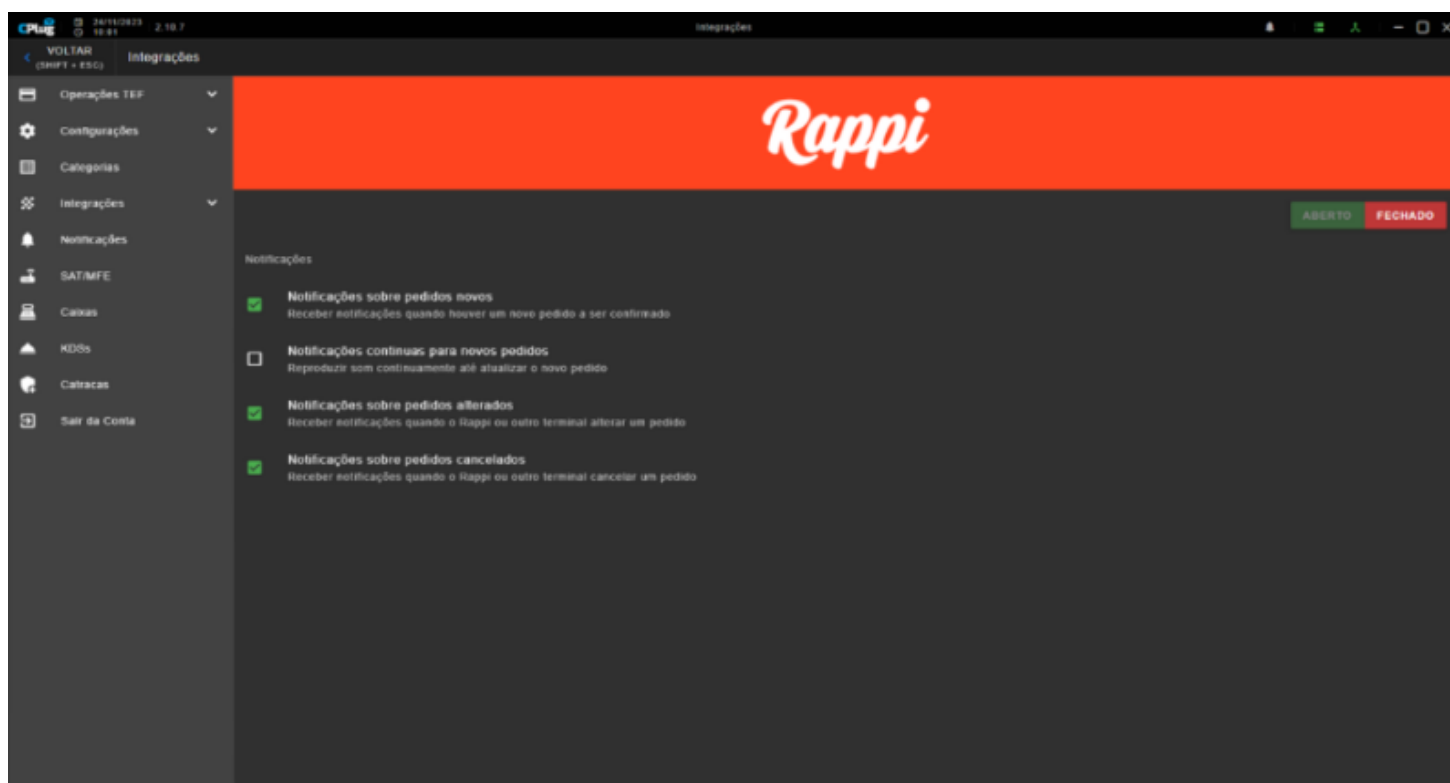 CPlug
24/11/2023
10:01
2.10.7
Integrações
VOLTAR
(SHIFT + ESC)
Integrações
Operações TEF
Configurações
Categorias
Integrações
Notificações
SAT/MFE
Caixas
KDSs
Catracas
Sair da Conta
Rappi
ABERTO
FECHADO
Notificações
Notificações sobre pedidos novos
Receber notificações quando houver um novo pedido a ser confirmado
Notificações continuas para novos pedidos
Reproduzir som continuamente até atualizar o novo pedido
Notificações sobre pedidos alterados
Receber notificações quando o Rappi ou outro terminal alterar um pedido
Notificações sobre pedidos cancelados
Receber notificações quando o Rappi ou outro terminal cancelar um pedido